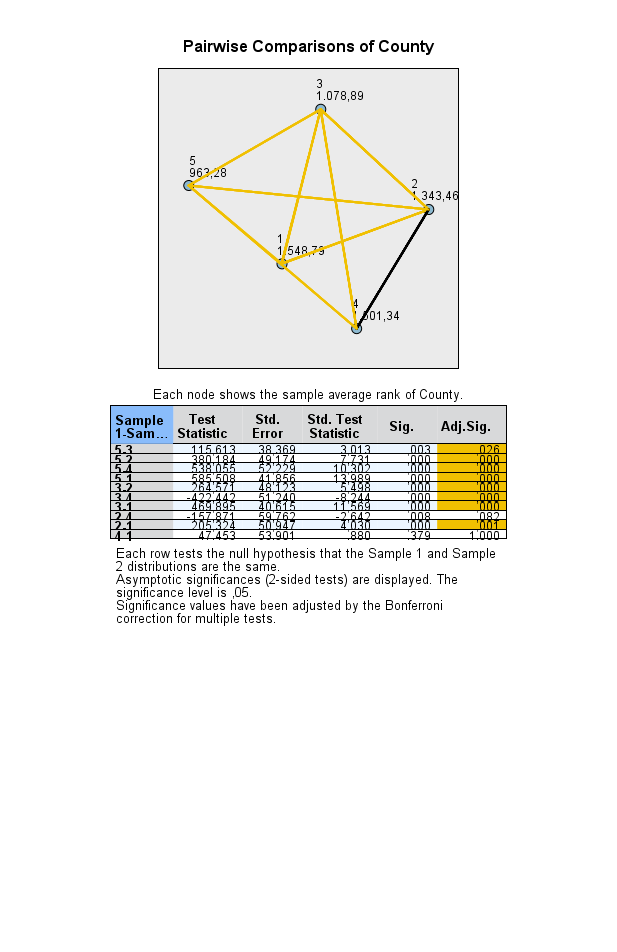 Pairwise Comparisons of County
3
1.078,89
5
963,28
2
1.343,46
1
1.548,79
4
1.501,34
Each node shows the sample average rank of County.
Sample 1-Sam... Test Statistic Std. Error Std. Test Statistic Sig. Adj.Sig.
5-3 115,613 38,369 3,013 ,003 ,026
5-2 380,184 49,174 7,731 ,000 ,000
5-4 538,055 52,229 10,302 ,000 ,000
5-1 585,508 41,856 13,989 ,000 ,000
3-2 264,571 48,123 5,498 ,000 ,000
3-4 -422,442 51,240 -8,244 ,000 ,000
3-1 469,895 40,615 11,569 ,000 ,000
2-4 -157,871 59,762 -2,642 ,008 ,082
2-1 205,324 50,947 4,030 ,000 ,001
4-1 47,453 53,901 ,880 ,379 1,000
Each row tests the null hypothesis that the Sample 1 and Sample
2 distributions are the same.
Asymptotic significances (2-sided tests) are displayed. The
significance level is ,05.
Significance values have been adjusted by the Bonferroni
correction for multiple tests.